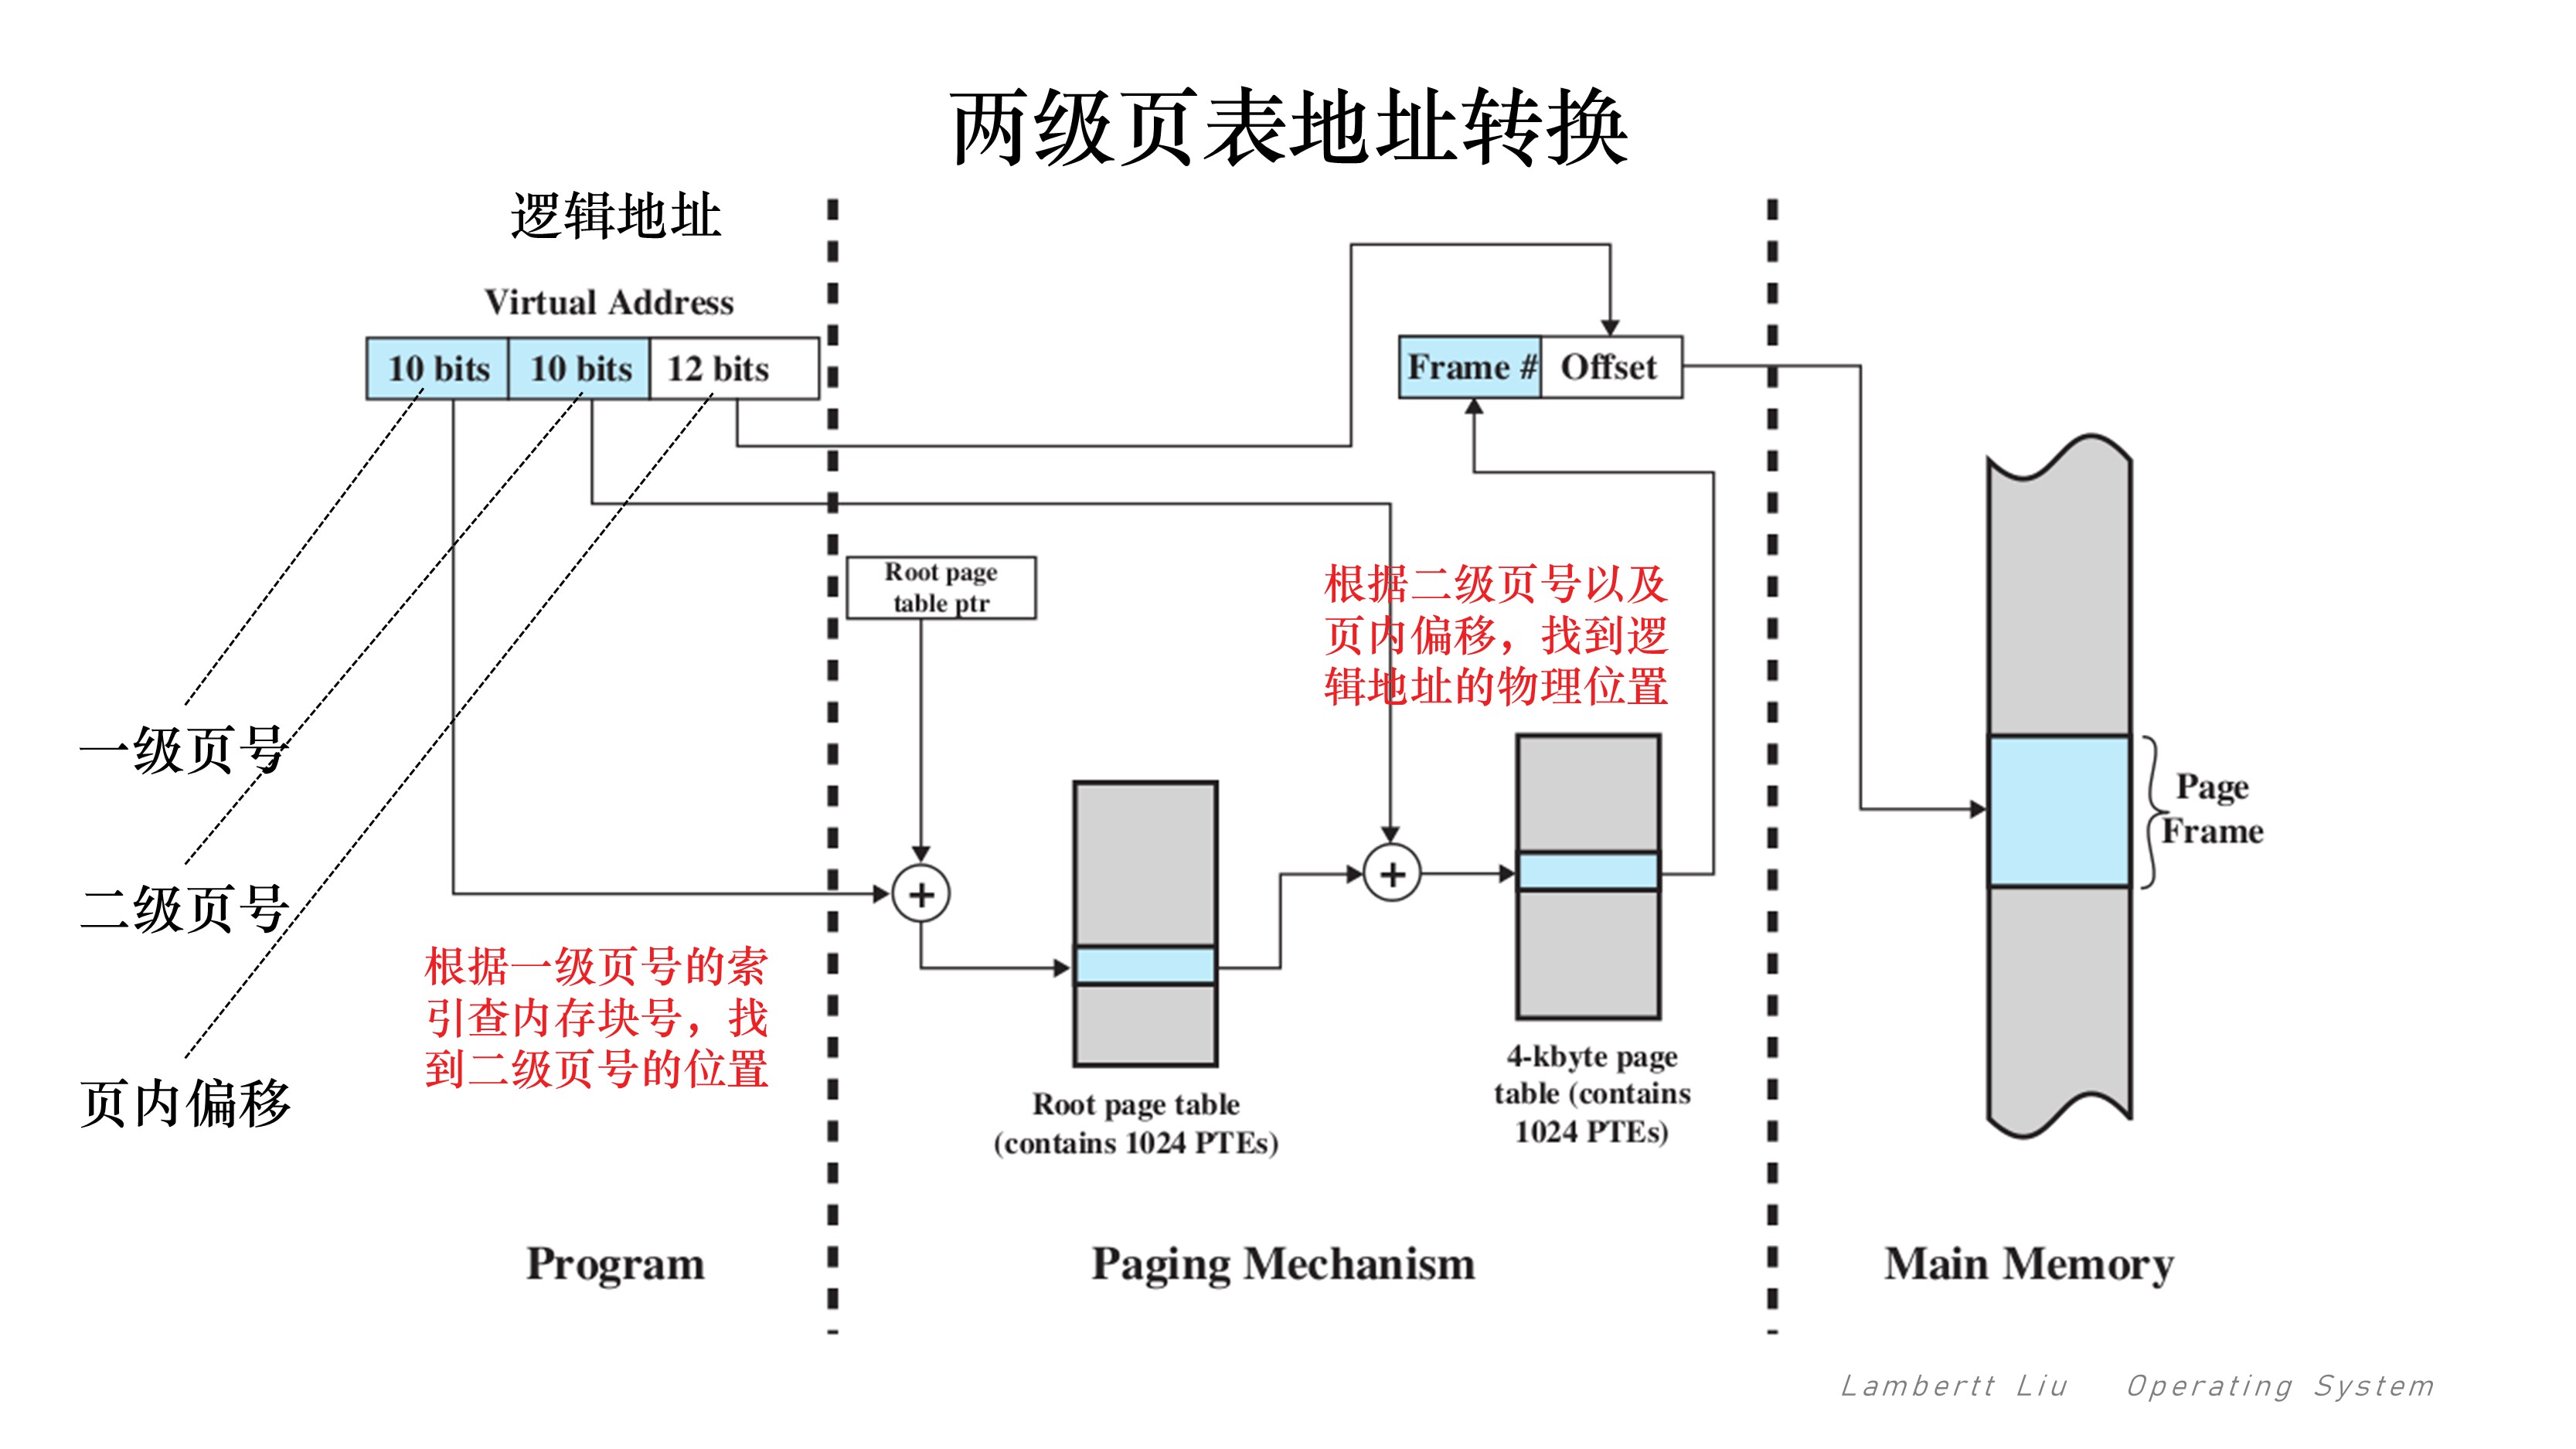 两级页表地址转换
逻辑地址
Virtual Address
10 bits
10 bits
12 bits
Frame #
Offset
Root page
table ptr
根据二级页号以及
页内偏移，找到逻
辑地址的物理位置
一级页号
二级页号
页内偏移
根据一级页号的索
引查内存块号，找
到二级页号的位置
+
+
Root page table
(contains 1024 PTEs)
4-kbyte page
table (contains
1024 PTEs)
Page
Frame
Program
Paging Mechanism
Main Memory
Lambertt Liu Operating System